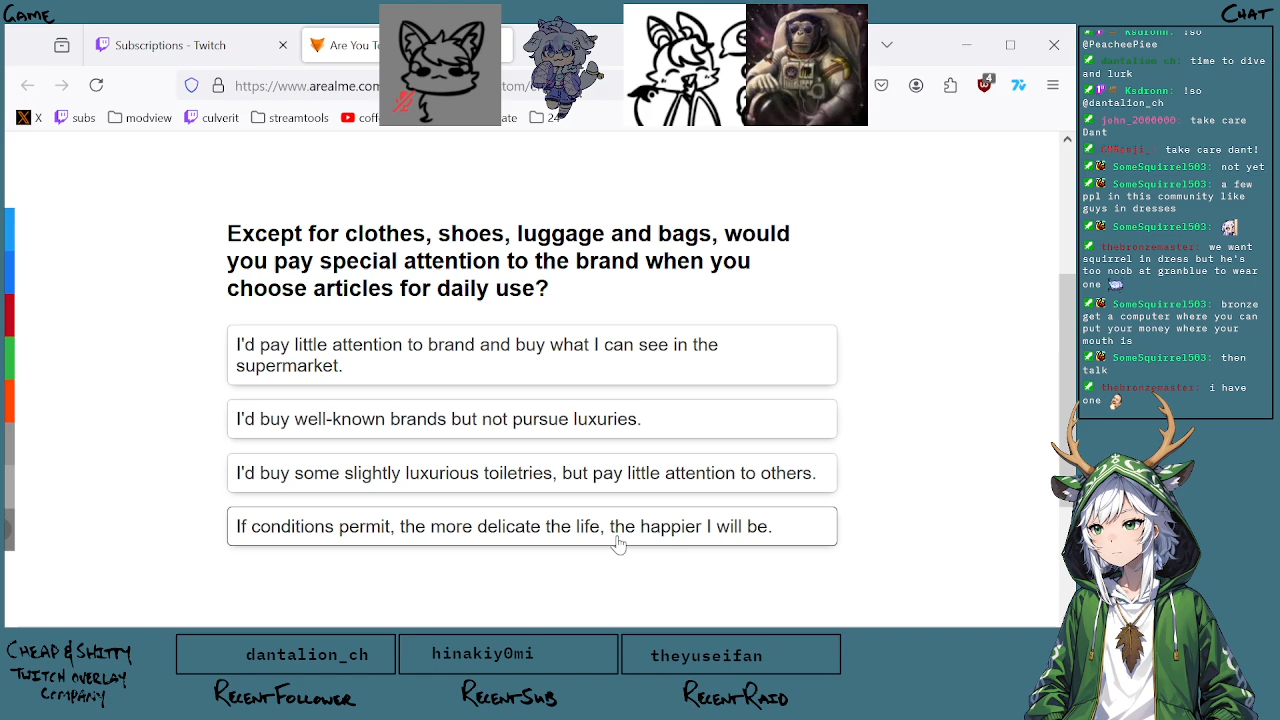 GAME
CHAT
Subscriptions - Twitch
Are You To
https://www.realme
.com/
4
X
subs
modview
culverit
streamtools
coff
ate
24
Except for clothes, shoes, luggage and bags, would
you pay special attention to the brand when you
choose articles for daily use?
I'd pay little attention to brand and buy what I can see in the
supermarket.
I'd buy well-known brands but not pursue luxuries.
I'd buy some slightly luxurious toiletries, but pay little attention to others.
If conditions permit, the more delicate the life, the happier I will be.
Ksdronn: !so
@PeacheePiee
dantalion_ch: time to dive
and lurk
Ksdronn: !so
@dantalion_ch
john_2000000: take care
Dant
take care dant!
SomeSquirrel503: not yet
SomeSquirrel503: a few
ppl in this community like
guys in dresses
SomeSquirrel503:
thebronzemaster: we want
squirrel in dress but he's
too noob at granblue to wear
one
SomeSquirrel503: bronze
get a computer where you can
put your money where your
mouth is
SomeSquirrel503: then
talk
thebronzemaster: i have
one
CHEAP & SHITTY
TWITCH OVERLAY
COMPANY
dantalion_ch
hinakiy0mi
theyuseifan
RECENT FOLLOWER
RECENT SUB
RECENT RAID